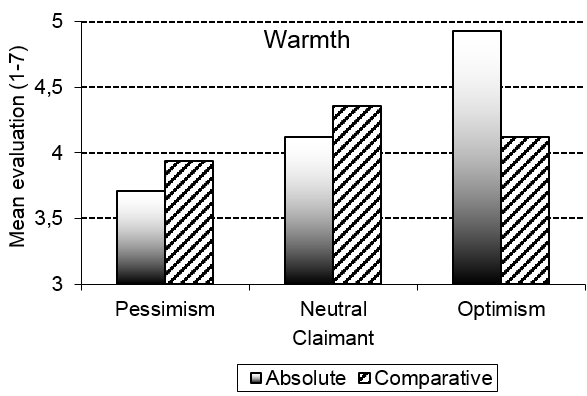 Warmth
Mean evaluation (1-7)
5
4,5
4
3,5
3
Pessimism Neutral Optimism
Claimant
Absolute Comparative